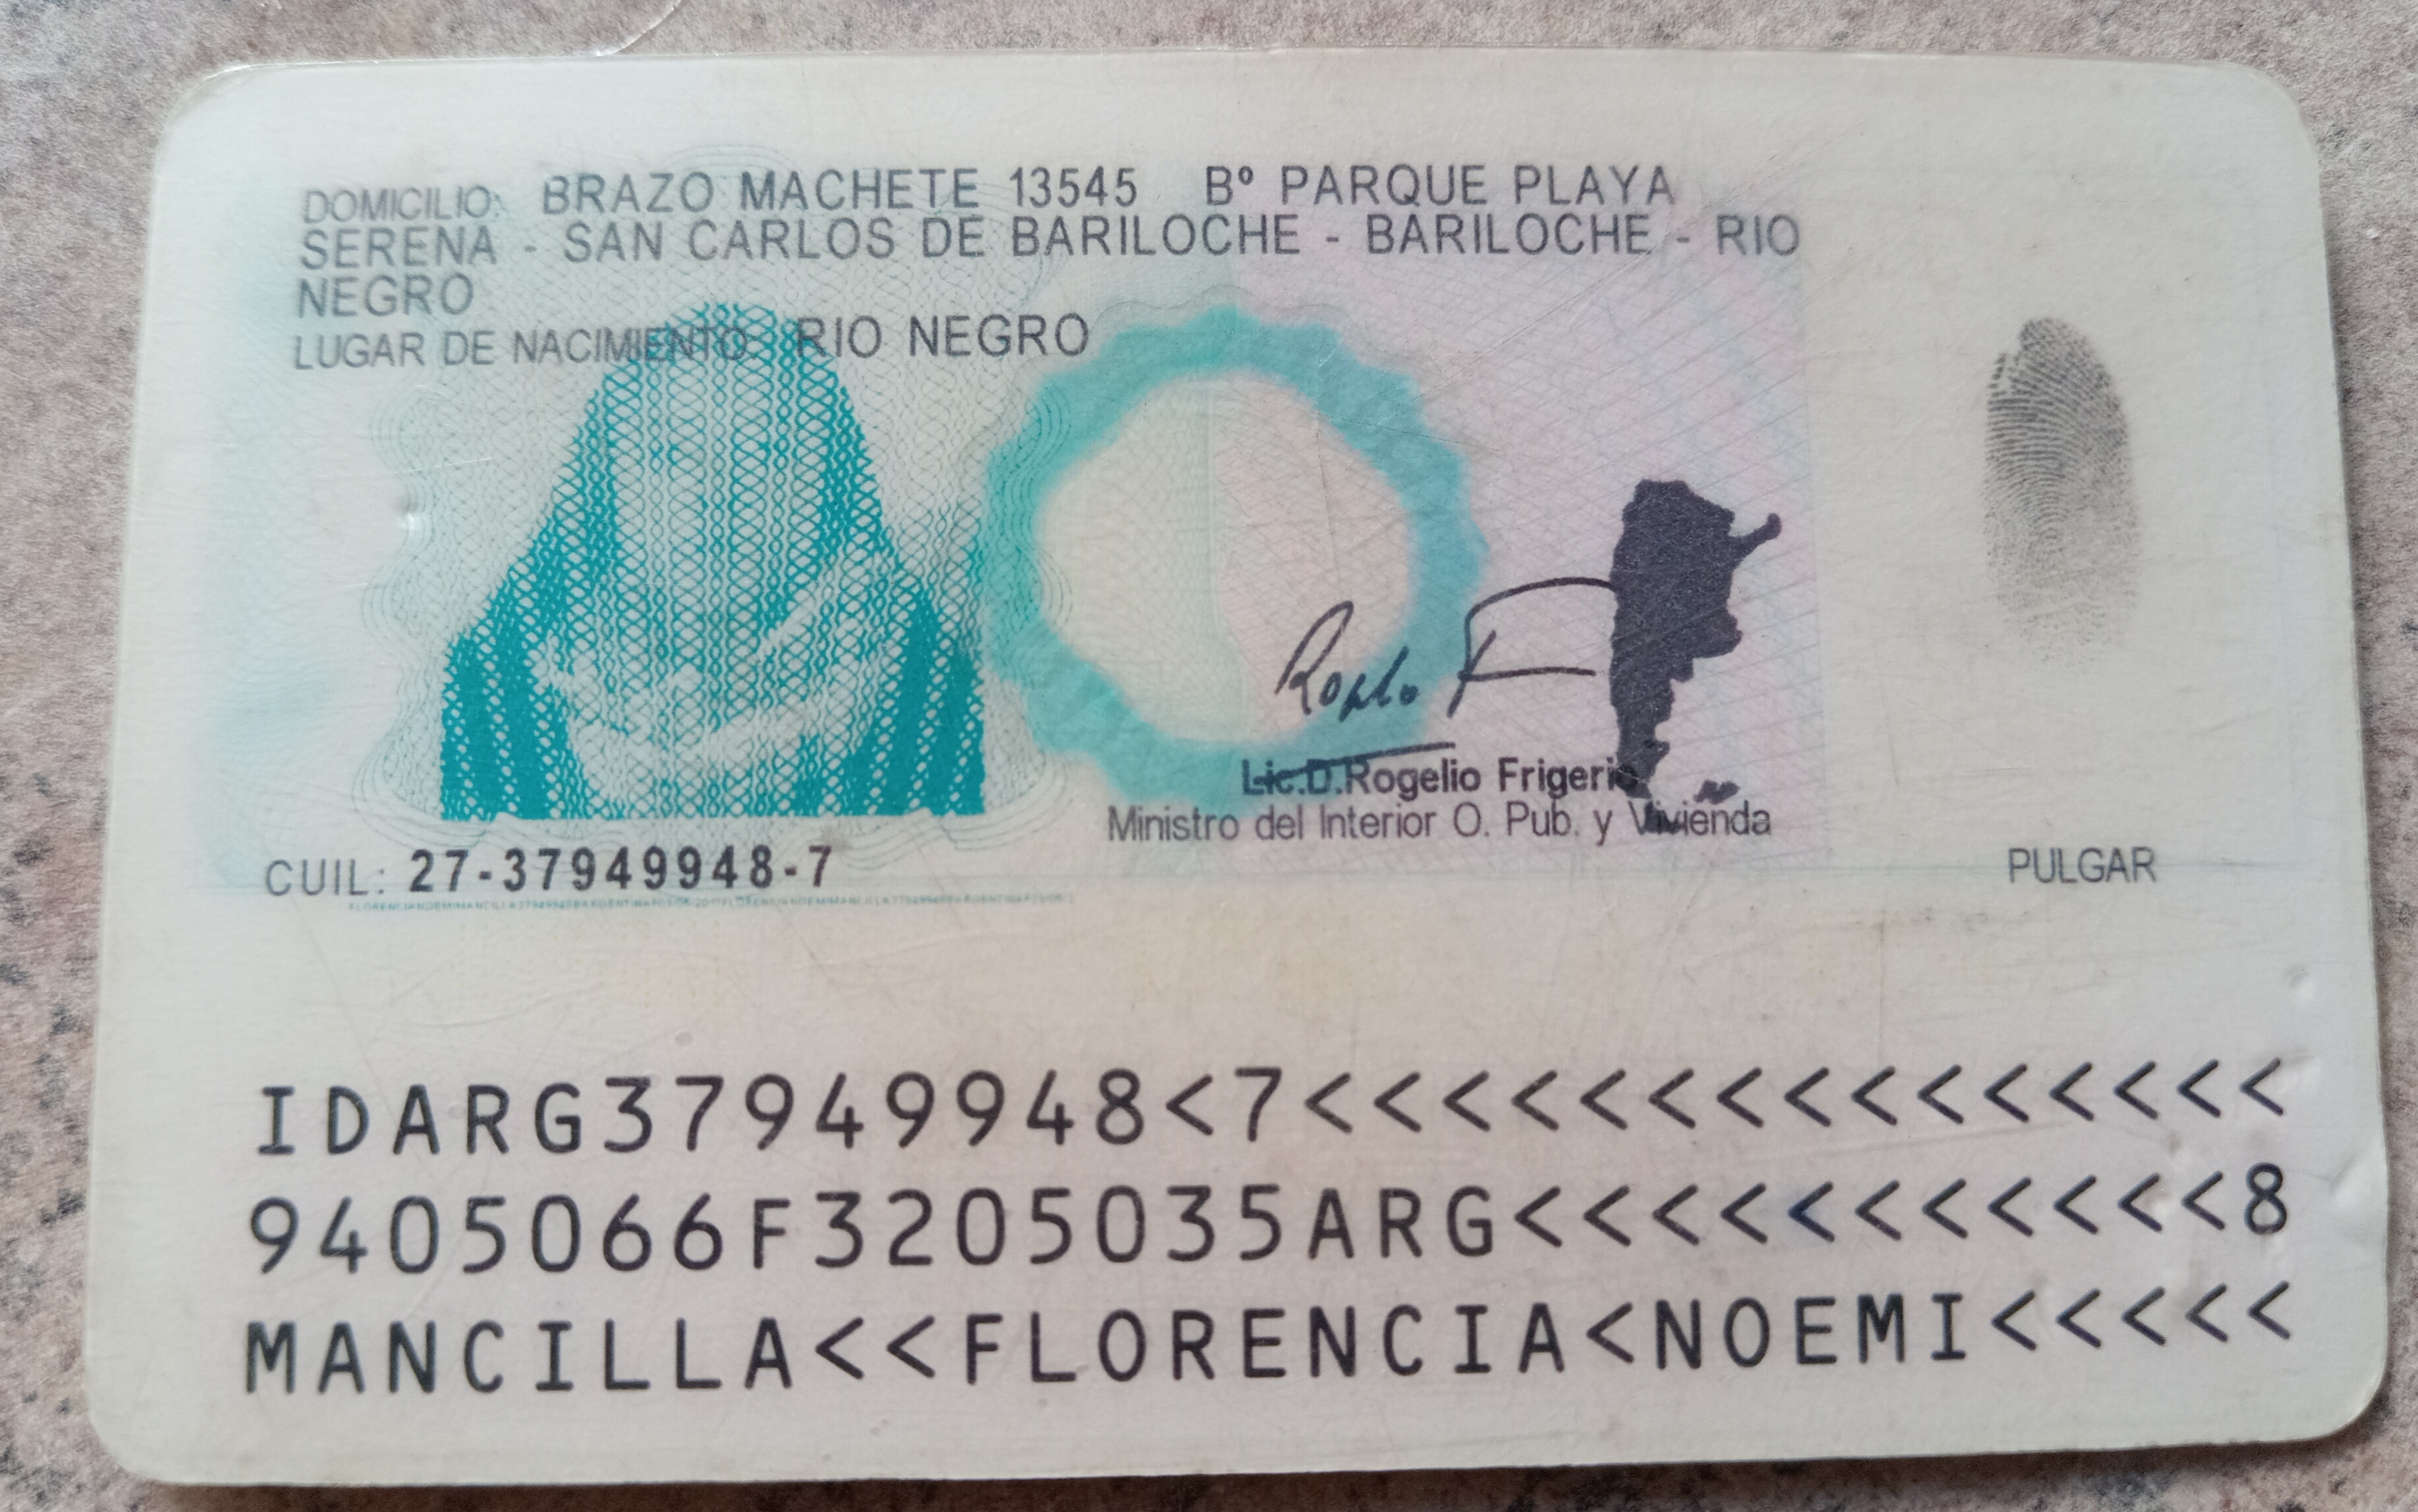 DOMICILIO: BRAZO MACHETE 13545 Bº PARQUE PLAYA
SERENA - SAN CARLOS DE BARILOCHE - BARILOCHE - RIO
NEGRO
LUGAR DE NACIMIENTO: RIO NEGRO
Lic.D.Rogelio Frigerio
Ministro del Interior O. Pub. y Vivienda
CUIL: 27-37949948-7
PULGAR
IDARG37949948<7<<<<<<<<<<<<<<<
9405066F3205035ARG<<<<<<<<<<<8
MANCILLA<<FLORENCIA<NOEMI<<<<<